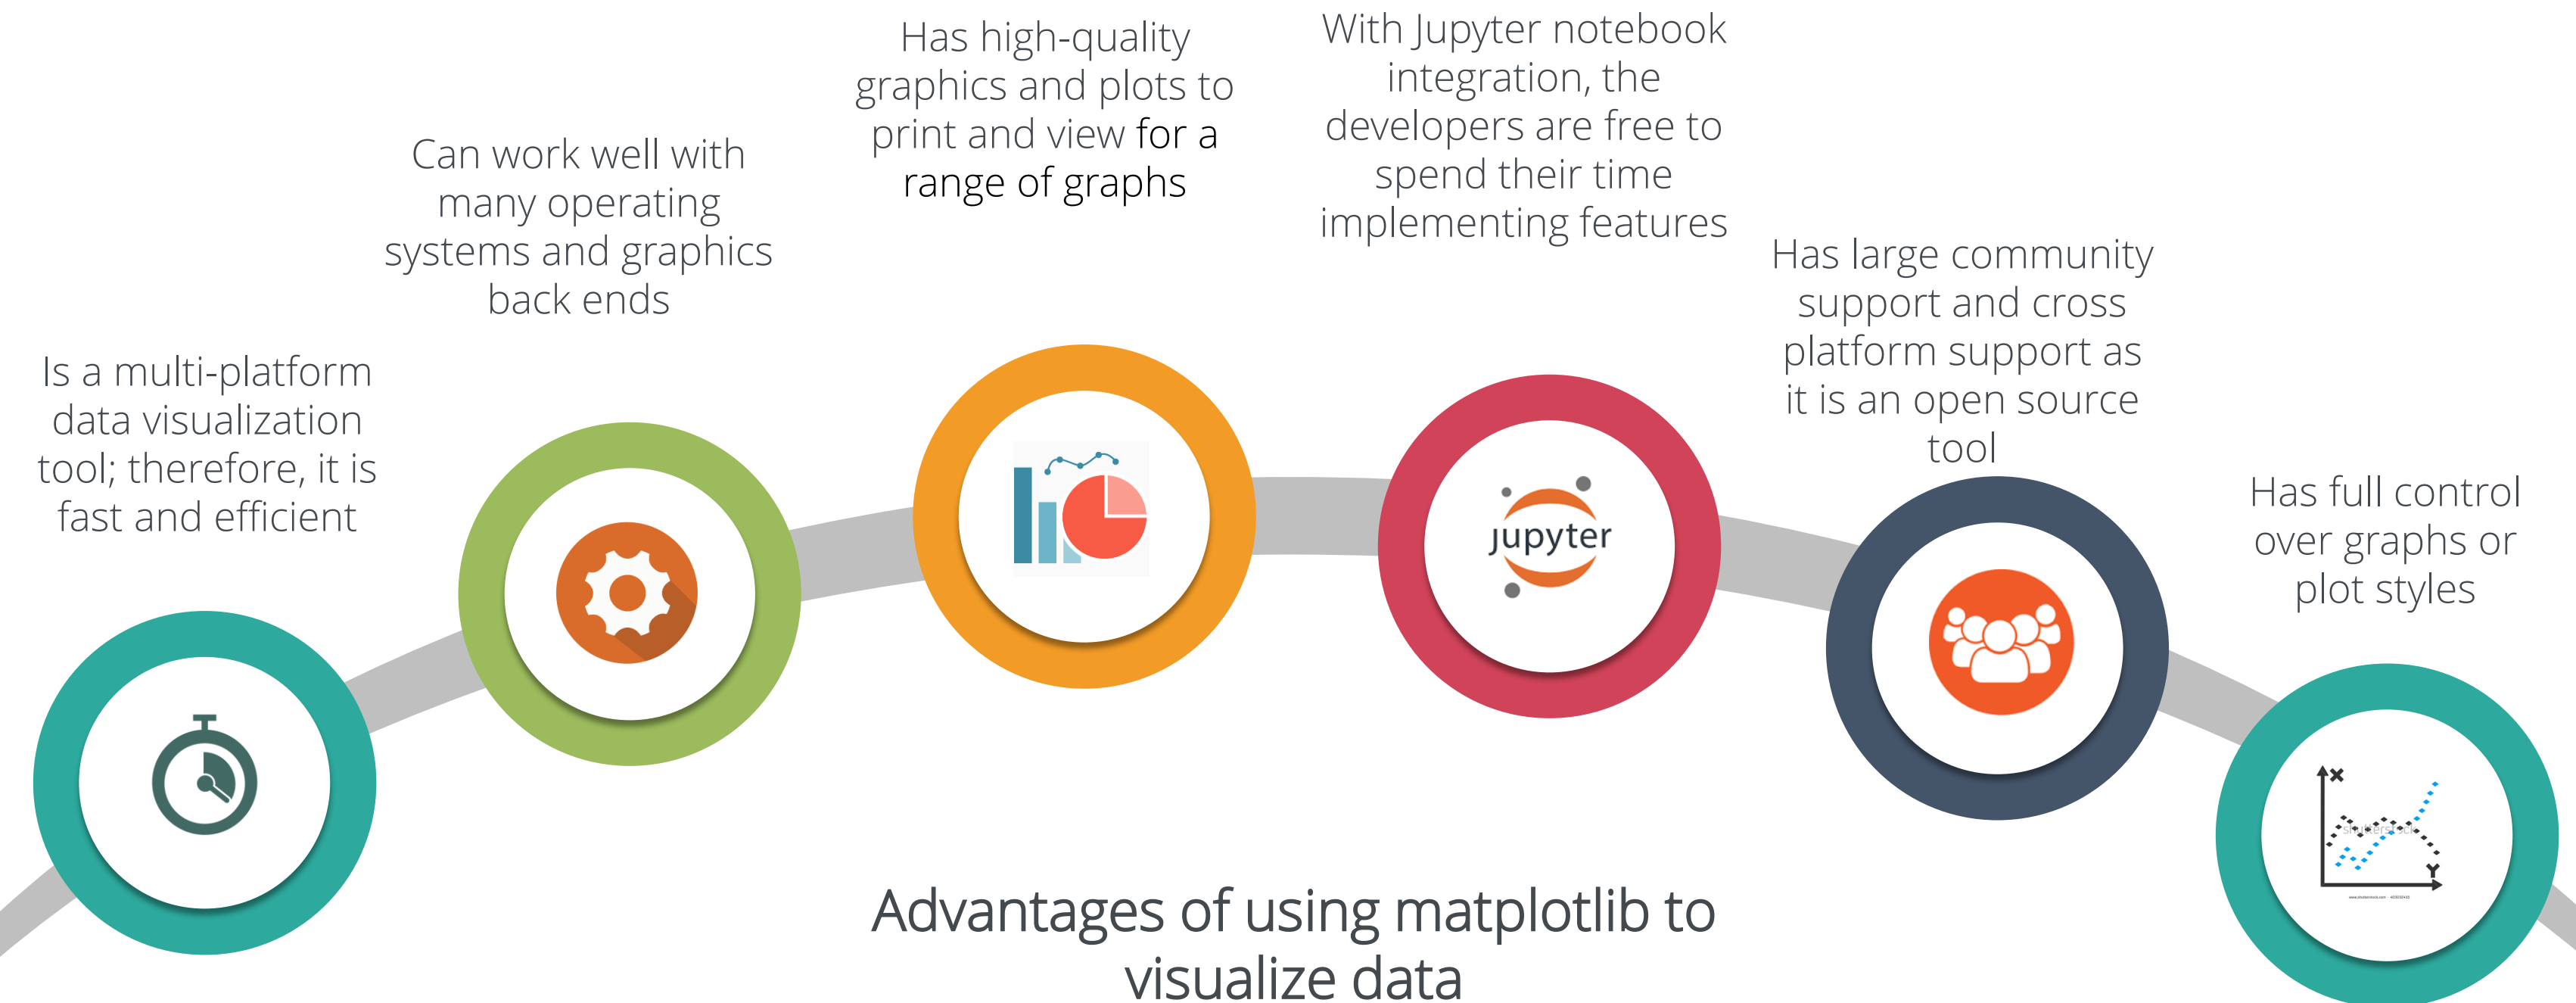 Is a multi-platform
data visualization
tool; therefore, it is
fast and efficient
Can work well with
many operating
systems and graphics
back ends
Has high-quality
graphics and plots to
print and view for a
range of graphs
With Jupyter notebook
integration, the
developers are free to
spend their time
implementing features
Has large community
support and cross
platform support as
it is an open source
tool
Has full control
over graphs or
plot styles
jupyter
X
shutterstock
Y
Advantages of using matplotlib to
visualize data